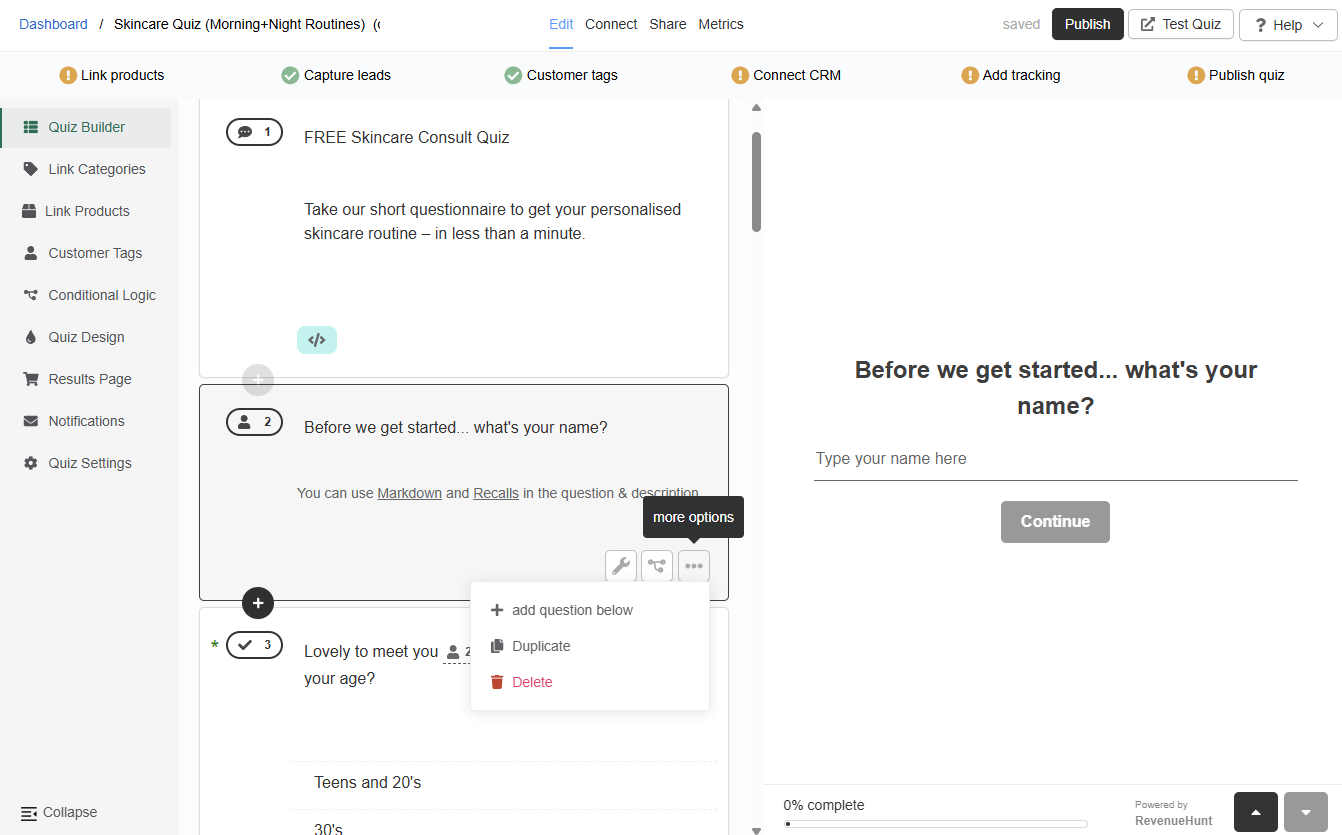 Dashboard / Skincare Quiz (Morning+Night Routines) (c
Edit Connect Share Metrics
saved Publish Test Quiz ? Help
Link products Capture leads Customer tags Connect CRM Add tracking Publish quiz
Quiz Builder
Link Categories
Link Products
Customer Tags
Conditional Logic
Quiz Design
Results Page
Notifications
Quiz Settings
Collapse
1
FREE Skincare Consult Quiz
Take our short questionnaire to get your personalised
skincare routine – in less than a minute.
</>
+
2
Before we get started... what's your name?
You can use Markdown and Recalls in the question & description
more options
+
+ add question below
Duplicate
Delete
* 3
Lovely to meet you 2
your age?
Teens and 20's
30's
Before we get started... what's your
name?
Type your name here
Continue
0% complete
Powered by
RevenueHunt